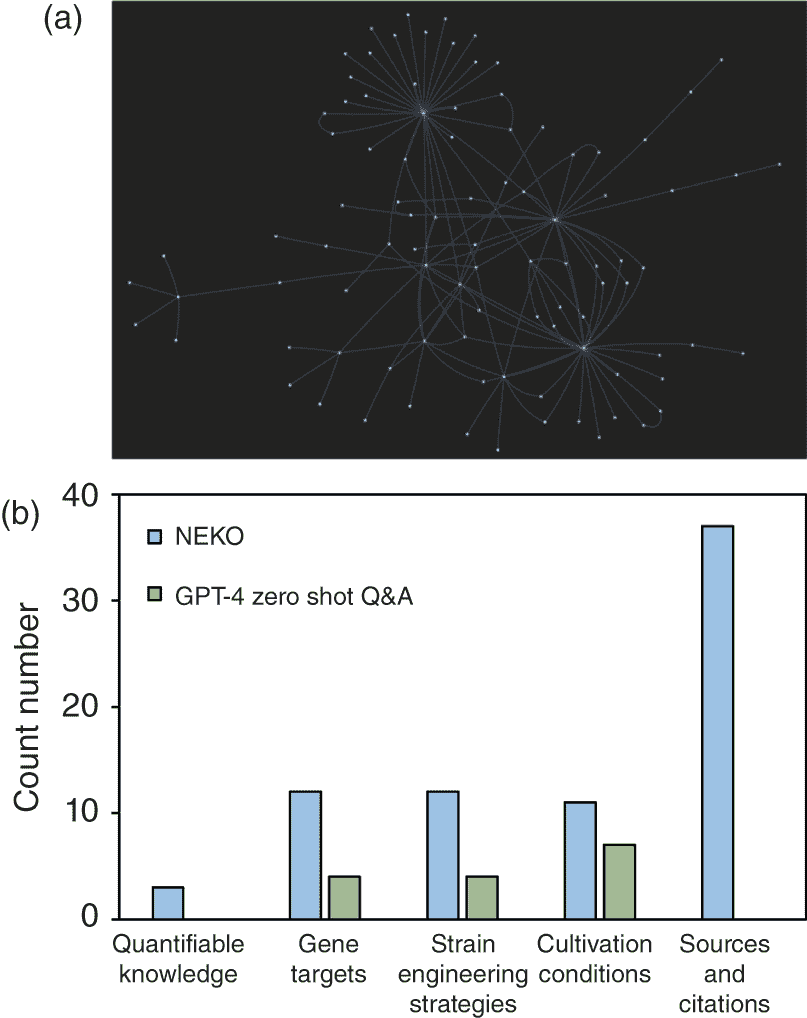 (a)
(b)
40
30
20
10
0
Count number
NEKO
GPT-4 zero shot Q&A
Quantifiable
knowledge
Gene
targets
Strain
engineering
strategies
Cultivation
conditions
Sources
and
citations